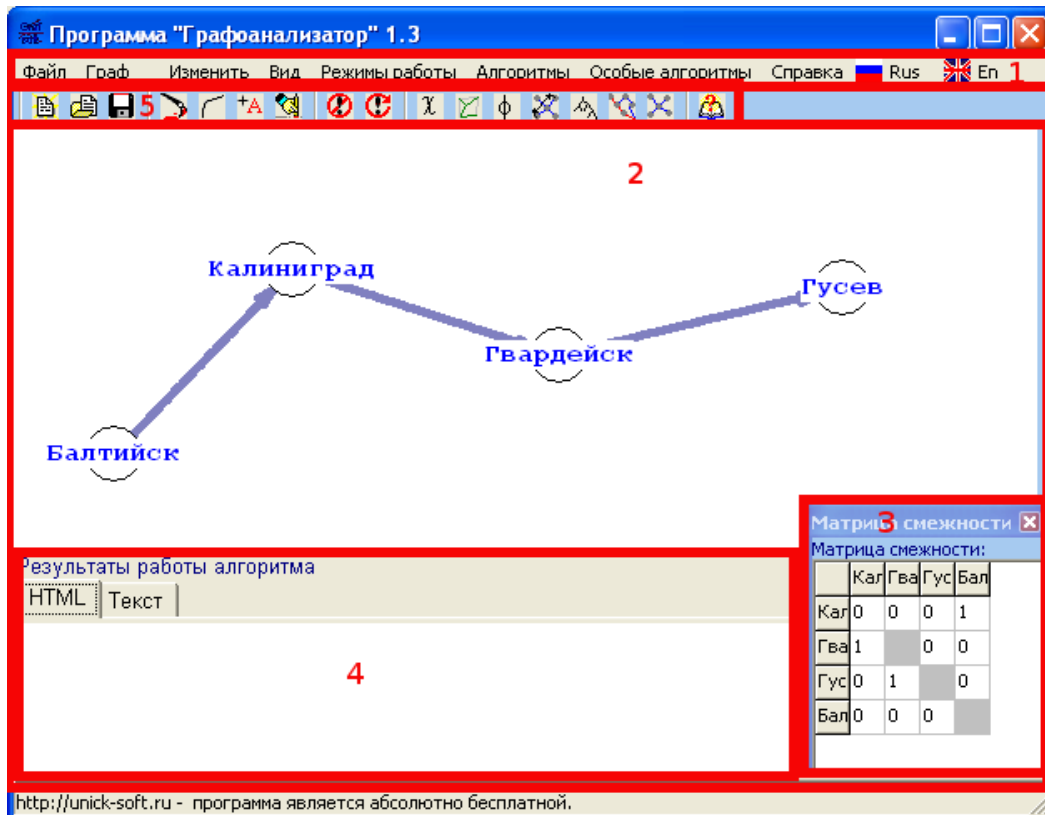 Программа "Графоанализатор" 1.3
Файл Граф Изменить Вид Режимы работы Алгоритмы Особые алгоритмы Справка Rus En 1
5 +A χ ϕ
2
Калиниград
Гусев
Гвардейск
Балтийск
Матрица смежности 3
Матрица смежности:
Кал Гва Гус Бал
Кал 0 0 0 1
Гва 1 0 0
Гус 0 1 0
Бал 0 0 0
Результаты работы алгоритма
HTML Текст
4
http://unick-soft.ru - программа является абсолютно бесплатной.